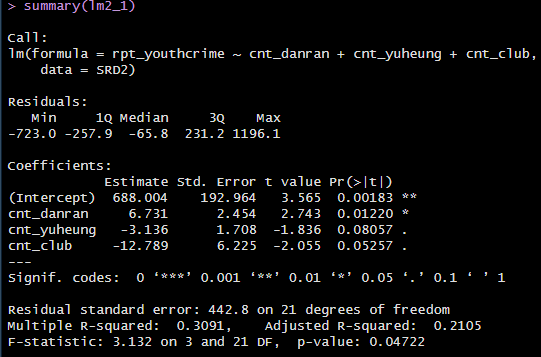 > summary(lm2_1)
Call:
lm(formula = rpt_youthcrime ~ cnt_danran + cnt_yuheung + cnt_club,
    data = SRD2)
Residuals:
   Min     1Q Median     3Q    Max
-723.0 -257.9  -65.8  231.2 1196.1
Coefficients:
            Estimate Std. Error t value Pr(>|t|)
(Intercept)  688.004    192.964   3.565  0.00183 **
cnt_danran     6.731      2.454   2.743  0.01220 *
cnt_yuheung   -3.136      1.708  -1.836  0.08057 .
cnt_club     -12.789      6.225  -2.055  0.05257 .
---
Signif. codes:  0 ‘***’ 0.001 ‘**’ 0.01 ‘*’ 0.05 ‘.’ 0.1 ‘ ’ 1
Residual standard error: 442.8 on 21 degrees of freedom
Multiple R-squared:  0.3091,    Adjusted R-squared:  0.2105
F-statistic: 3.132 on 3 and 21 DF,  p-value: 0.04722